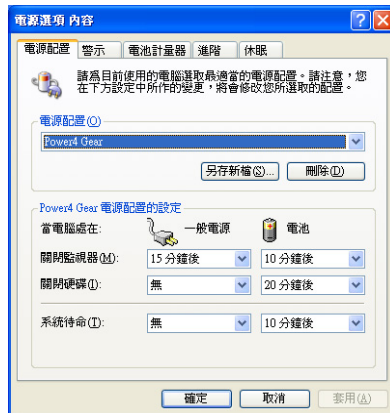 電源選項 內容
電源配置 警示 電池計量器 進階 休眠
請為目前使用的電腦選取最適當的電源配置。請注意，您
在下方設定中所作的變更，將會修改您所選取的配置。
電源配置(O)
Power4 Gear
另存新檔(S)... 刪除(D)
Power4 Gear 電源配置的設定
當電腦處在: 一般電源 電池
關閉監視器(M): 15 分鐘後 10 分鐘後
關閉硬碟(I): 無 20 分鐘後
系統待命(T): 無 10 分鐘後
確定 取消 套用(A)